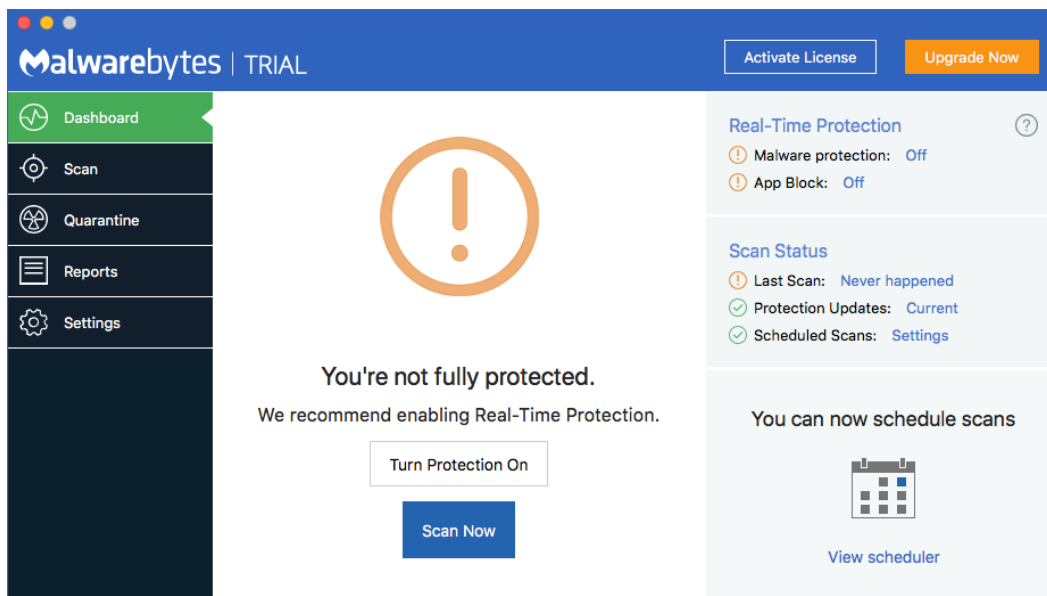 Malwarebytes | TRIAL
Activate License
Upgrade Now
Dashboard
Scan
Quarantine
Reports
Settings
You're not fully protected.
We recommend enabling Real-Time Protection.
Turn Protection On
Scan Now
Real-Time Protection ?
Malware protection: Off
App Block: Off
Scan Status
Last Scan: Never happened
Protection Updates: Current
Scheduled Scans: Settings
You can now schedule scans
View scheduler